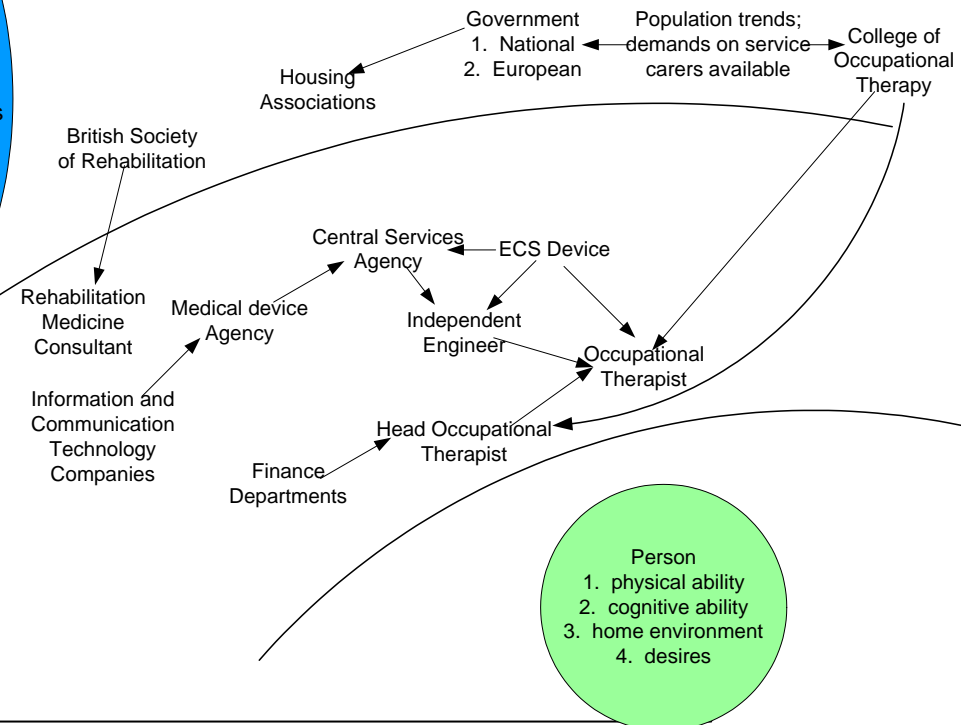 Government
1. National
2. European
Population trends;
demands on service
carers available
College of
Occupational
Therapy
Housing
Associations
British Society
of Rehabilitation
Central Services
Agency
ECS Device
Rehabilitation
Medicine
Consultant
Medical device
Agency
Independent
Engineer
Occupational
Therapist
Information and
Communication
Technology
Companies
Head Occupational
Therapist
Finance
Departments
Person
1. physical ability
2. cognitive ability
3. home environment
4. desires